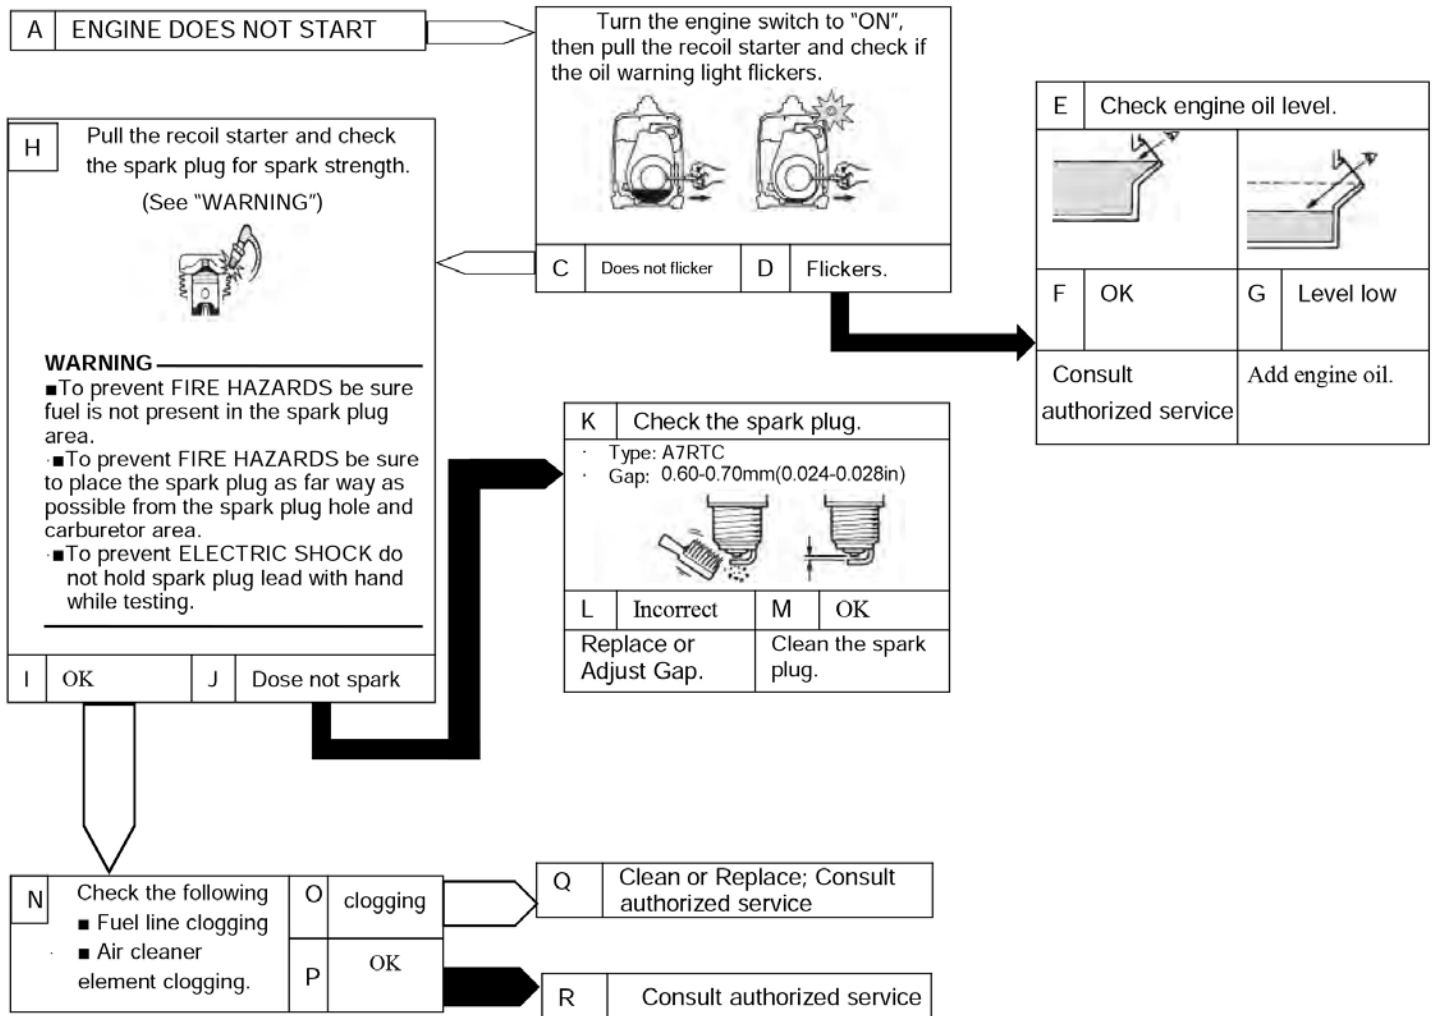 A ENGINE DOES NOT START
Turn the engine switch to “ON”,
then pull the recoil starter and check if
the oil warning light flickers.
C Does not flicker D Flickers.
E Check engine oil level.
F OK G Level low
Consult
authorized service
Add engine oil.
H Pull the recoil starter and check
the spark plug for spark strength.
(See “WARNING”)
WARNING
■To prevent FIRE HAZARDS be sure
fuel is not present in the spark plug
area.
·■To prevent FIRE HAZARDS be sure
to place the spark plug as far way as
possible from the spark plug hole and
carburetor area.
·■To prevent ELECTRIC SHOCK do
not hold spark plug lead with hand
while testing.
I OK J Dose not spark
K Check the spark plug.
· Type: A7RTC
· Gap: 0.60-0.70mm(0.024-0.028in)
L Incorrect M OK
Replace or
Adjust Gap.
Clean the spark
plug.
N Check the following
■ Fuel line clogging
· ■ Air cleaner
element clogging.
O clogging
P OK
Q Clean or Replace; Consult
authorized service
R Consult authorized service